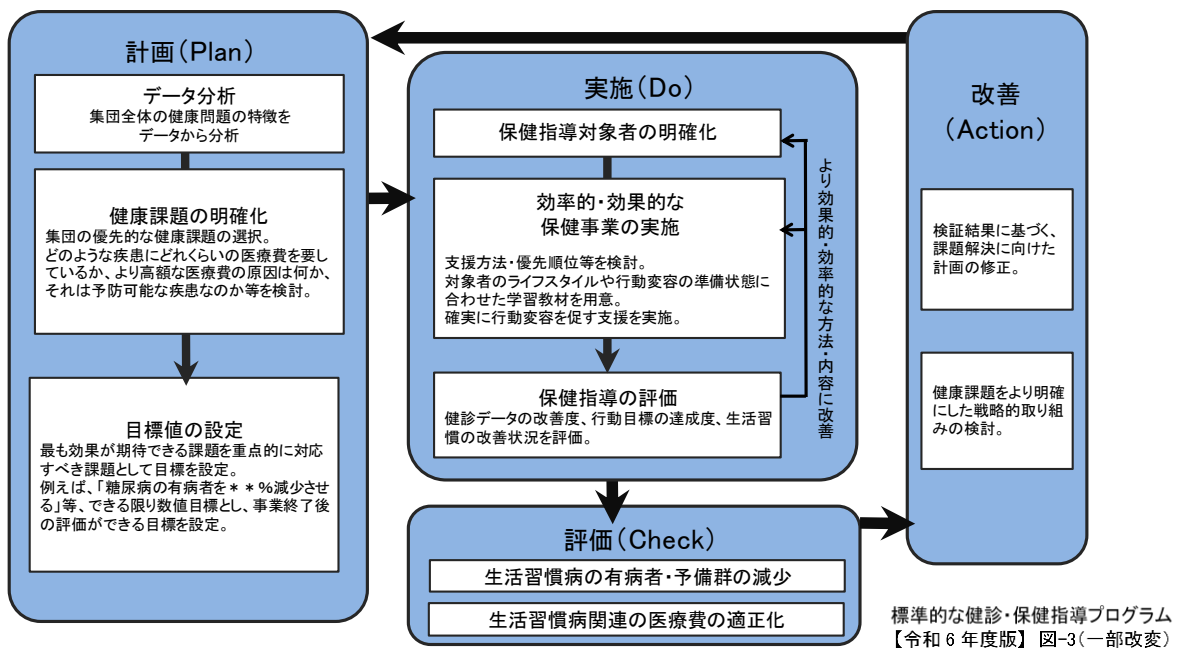 計画(Plan)
データ分析
集団全体の健康問題の特徴を
データから分析
健康課題の明確化
集団の優先的な健康課題の選択。
どのような疾患にどれくらいの医療費を要し
ているか、より高額な医療費の原因は何か、
それは予防可能な疾患なのか等を検討。
目標値の設定
最も効果が期待できる課題を重点的に対応
すべき課題として目標を設定。
例えば、「糖尿病の有病者を**%減少させ
る」等、できる限り数値目標とし、事業終了後
の評価ができる目標を設定。
実施(Do)
保健指導対象者の明確化
効率的・効果的な
保健事業の実施
支援方法・優先順位等を検討。
対象者のライフスタイルや行動変容の準備状態に
合わせた学習教材を用意。
確実に行動変容を促す支援を実施。
保健指導の評価
健診データの改善度、行動目標の達成度、生活習
慣の改善状況を評価。
より効果的・効率的な方法・内容に改善
評価(Check)
生活習慣病の有病者・予備群の減少
生活習慣病関連の医療費の適正化
改善
(Action)
検証結果に基づく、
課題解決に向けた
計画の修正。
健康課題をより明確
にした戦略的取り組
みの検討。
標準的な健診・保健指導プログラム
【令和6年度版】 図-3(一部改変)